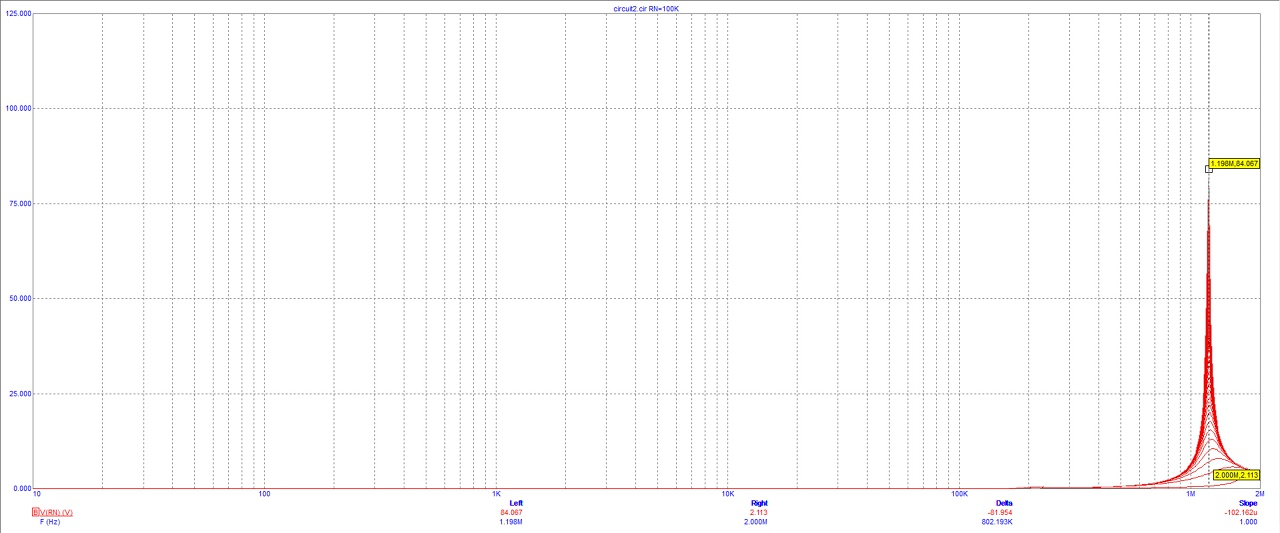 circuit2.cir RN=100K
125.000
100.000
75.000
50.000
25.000
0.000
1.198M,84.067
2.000M,2.113
10 100 1K 10K 100K 1M 2M
Left Right Delta Slope
V(RN) (V) 84.067 2.113 -81.954 -102.162u
F (Hz) 1.198M 2.000M 802.193K 1.000